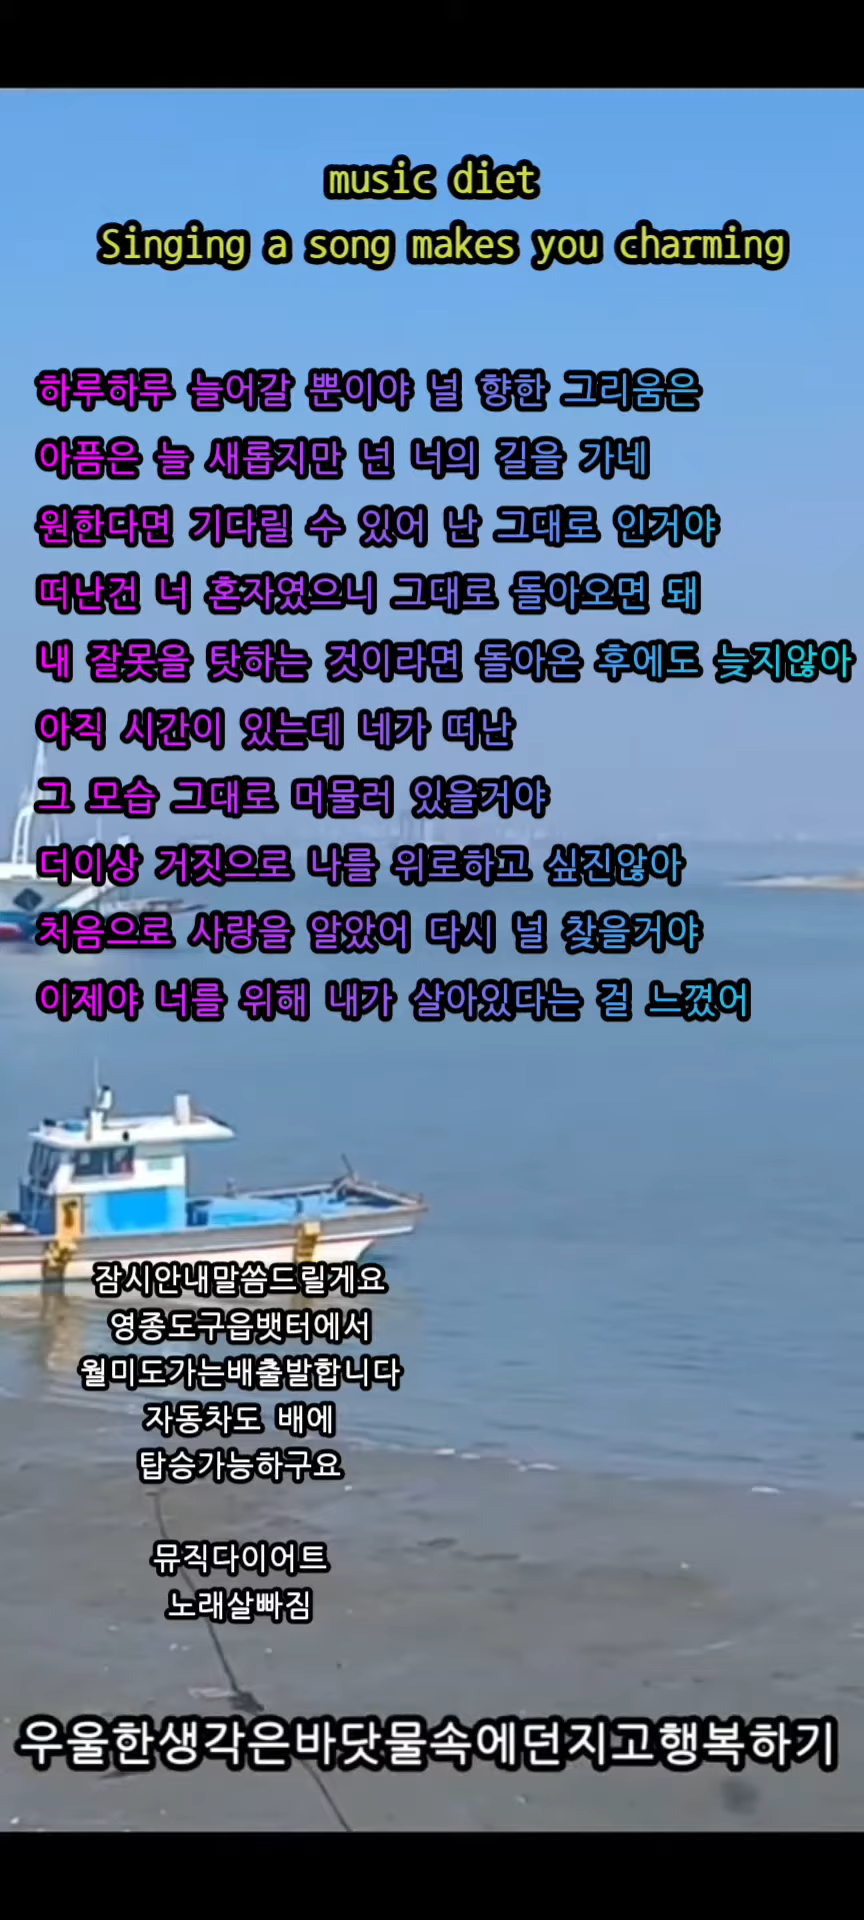 music diet
Singing a song makes you charming
하루하루 늘어갈 뿐이야 널 향한 그리움은
아픔은 늘 새롭지만 넌 너의 길을 가네
원한다면 기다릴 수 있어 난 그대로 인거야
떠난건 너 혼자였으니 그대로 돌아오면 돼
내 잘못을 탓하는 것이라면 돌아온 후에도 늦지않아
아직 시간이 있는데 네가 떠난
그 모습 그대로 머물러 있을거야
더이상 거짓으로 나를 위로하고 싶진않아
처음으로 사랑을 알았어 다시 널 찾을거야
이제야 너를 위해 내가 살아있다는 걸 느꼈어
잠시안내말씀드릴게요
영종도구읍뱃터에서
월미도가는배출발합니다
자동차도 배에
탑승가능하구요
뮤직다이어트
노래살빠짐
우울한생각은바닷물속에던지고행복하기